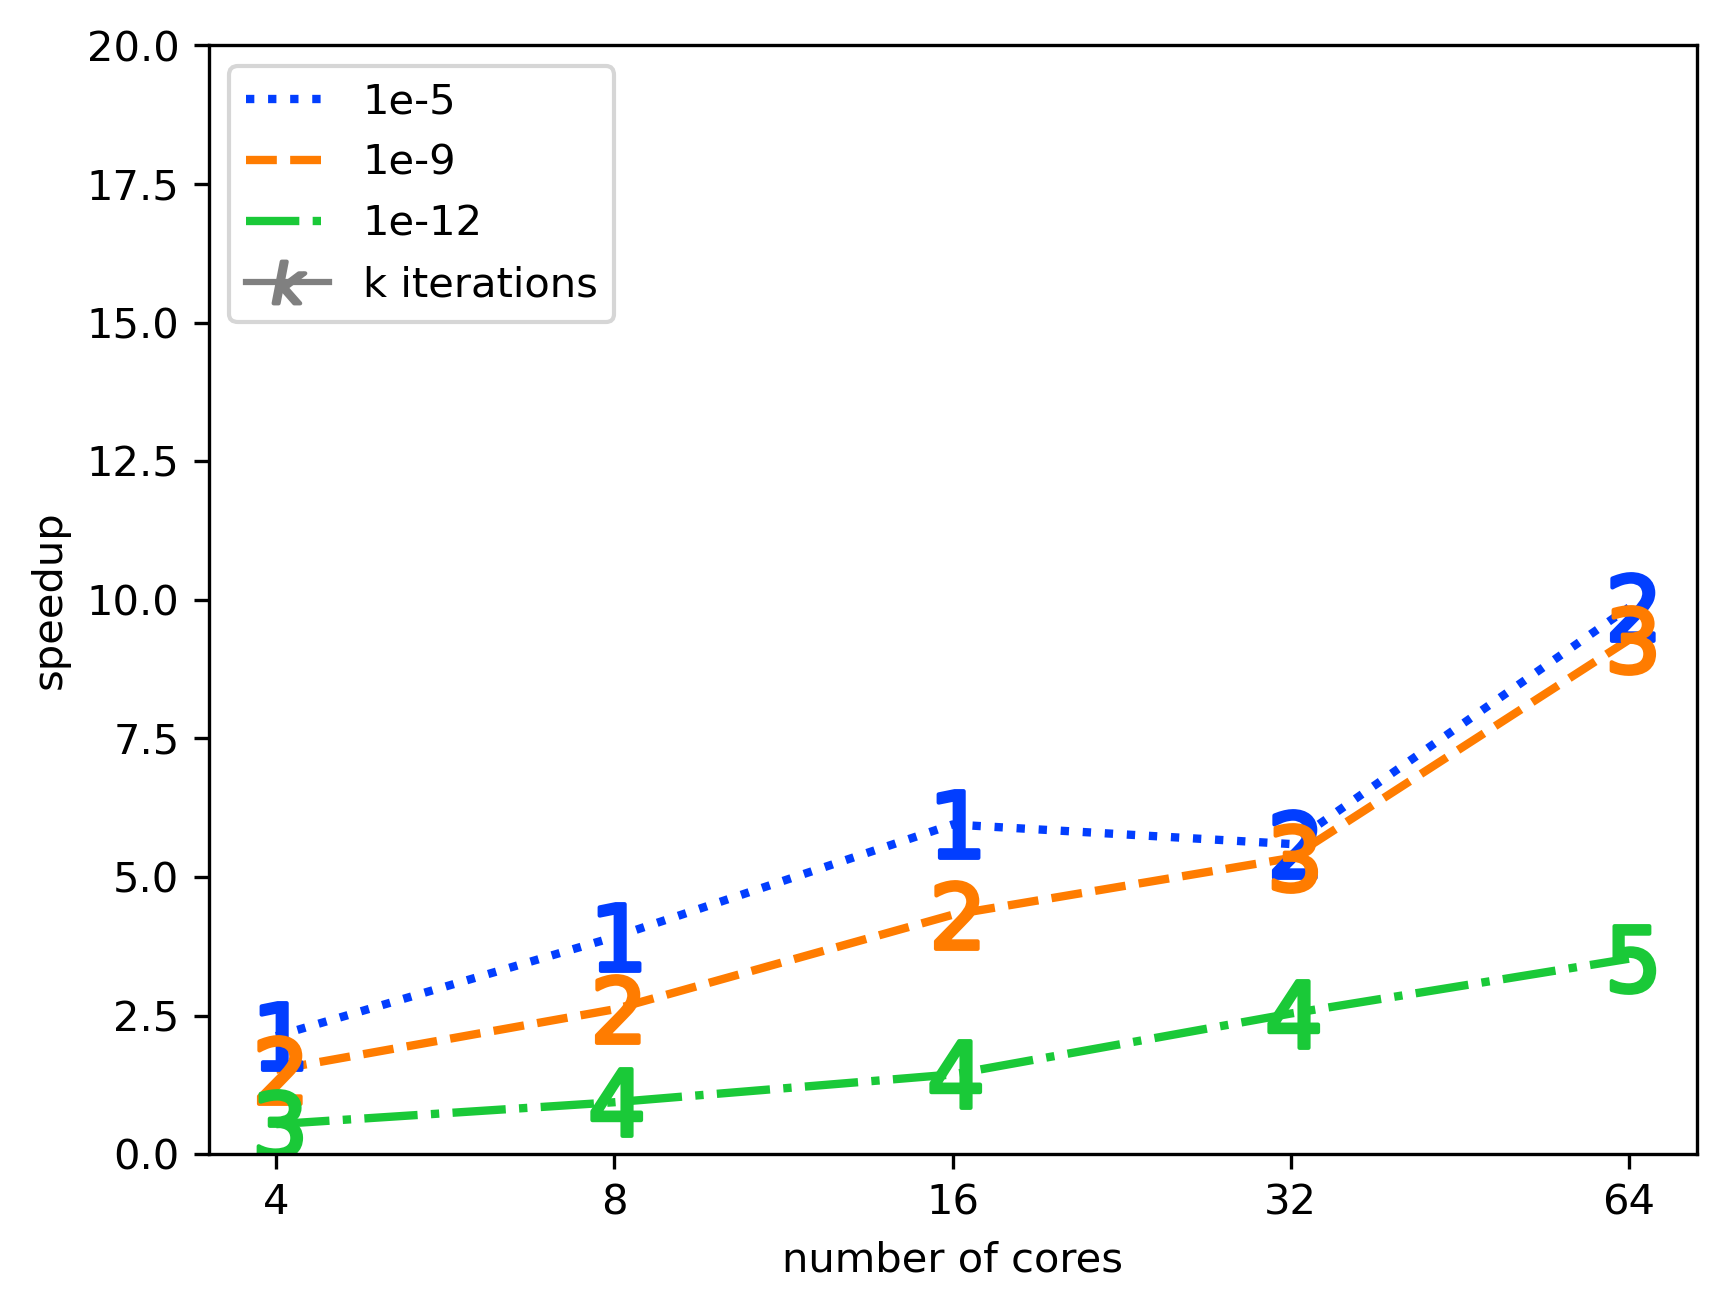 20.0
17.5
15.0
12.5
10.0
7.5
5.0
2.5
0.0
speedup
1e-5
1e-9
1e-12
k k iterations
1 1 1 2 2
2 2 2 3 3
3 4 4 4 5
4 8 16 32 64
number of cores